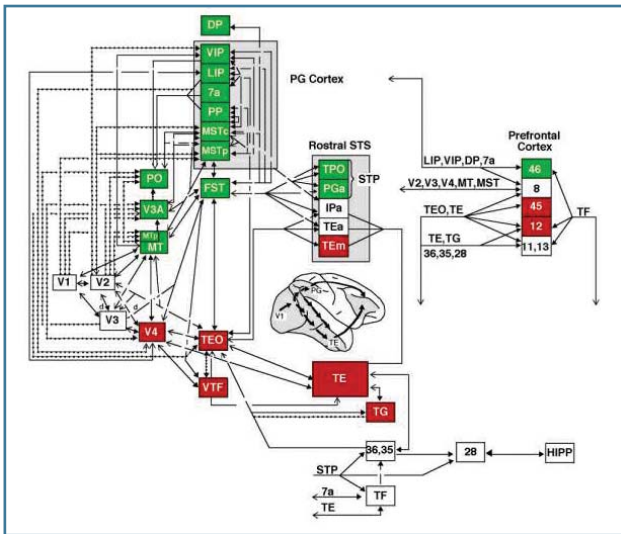 DP
VIP
LIP
7a
PP
MSTc
MSTp
PG Cortex
Rostral STS
TPO
PGa
STP
IPa
TEa
TEm
Prefrontal
Cortex
46
8
45
12
11,13
LIP,VIP,DP,7a
V2,V3,V4,MT,MST
TEO,TE
TE,TG
36,35,28
TF
PO
FST
V3A
MTp
MT
V1
V2
V3
d
d
V4
TEO
VTF
V1
PG
TE
TE
TG
36,35
28
HIPP
STP
7a
TF
TE